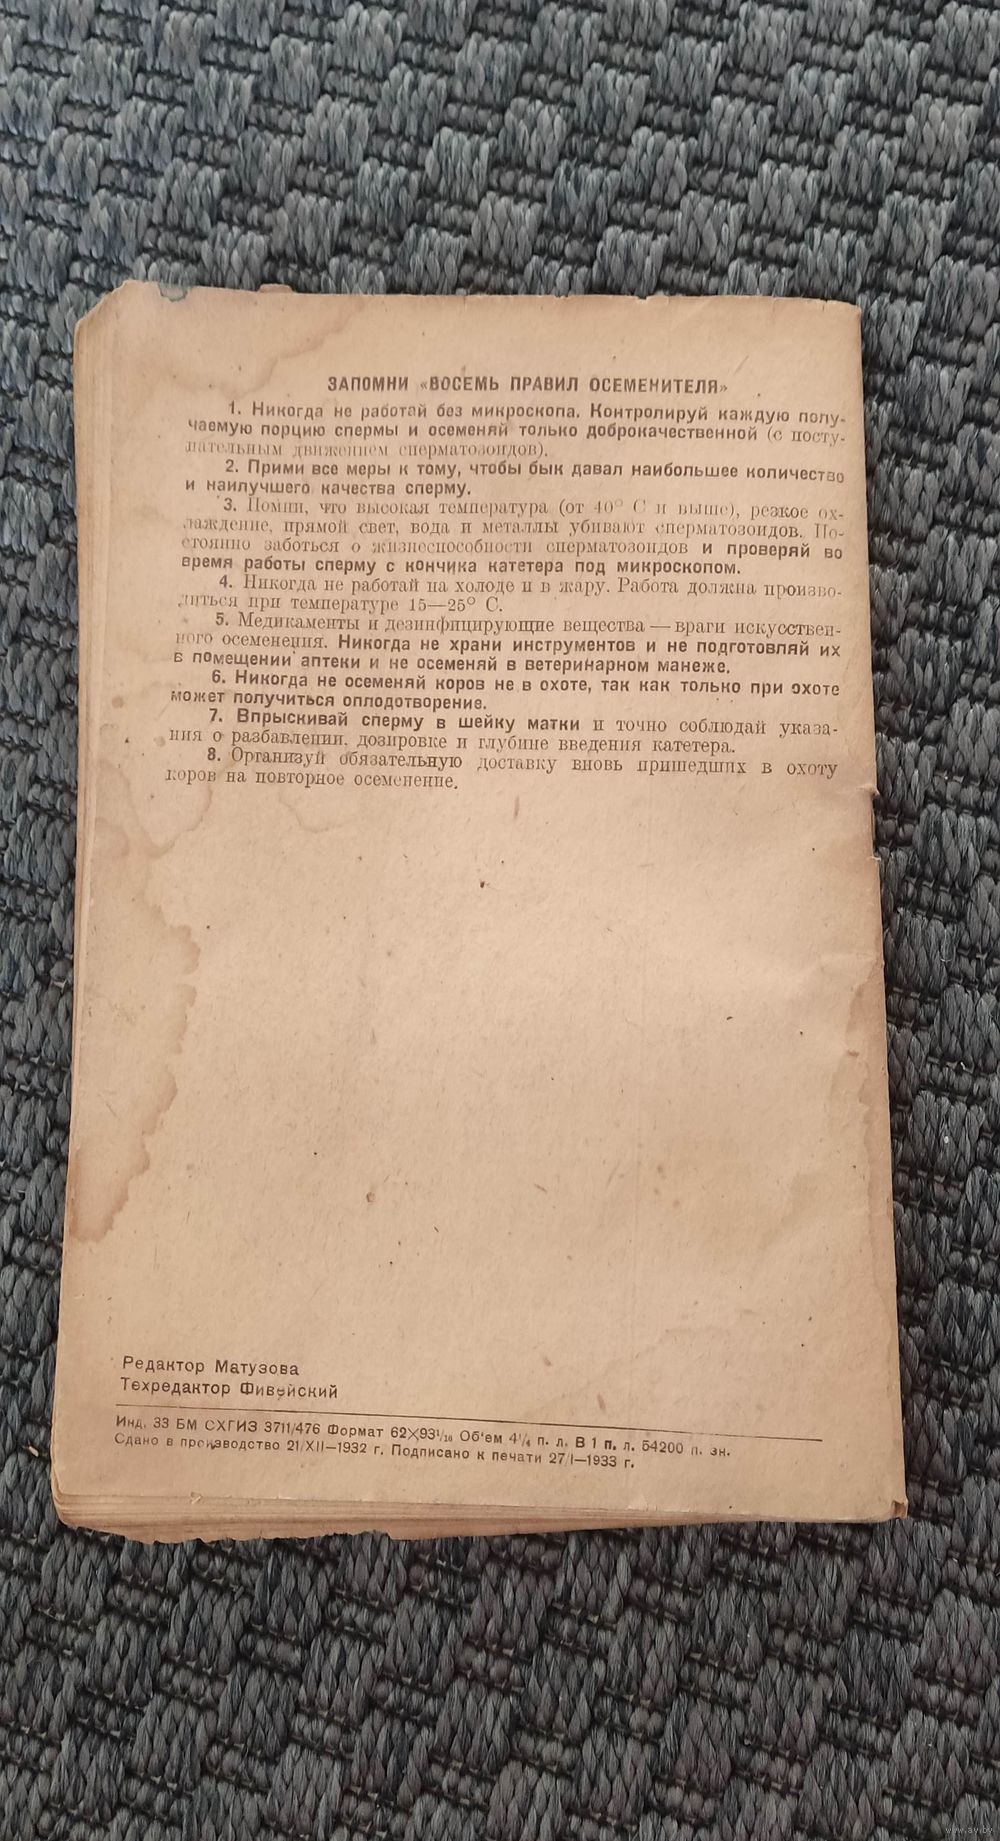 ЗАПОМНИ «ВОСЕМЬ ПРАВИЛ ОСЕМЕНИТЕЛЯ»
1. Никогда не работай без микроскопа. Контролируй каждую полу-
чаемую порцию спермы и осеменяй только доброкачественной (с посту-
пательным движением сперматозоидов).
2. Прими все меры к тому, чтобы бык давал наибольшее количество
и наилучшего качества сперму.
3. Помни, что высокая температура (от 40° С и выше), резкое ох-
лаждение, прямой свет, вода и металлы убивают сперматозоидов. По-
стоянно заботься о жизнеспособности сперматозоидов и проверяй во
время работы сперму с кончика катетера под микроскопом.
4. Никогда не работай на холоде и в жару. Работа должна произво-
диться при температуре 15—25° С.
5. Медикаменты и дезинфицирующие вещества — враги искусствен-
ного осеменения. Никогда не храни инструментов и не подготовляй их
в помещении аптеки и не осеменяй в ветеринарном манеже.
6. Никогда не осеменяй коров не в охоте, так как только при охоте
может получиться оплодотворение.
7. Впрыскивай сперму в шейку матки и точно соблюдай указа-
ния о разбавлении, дозировке и глубине введения катетера.
8. Организуй обязательную доставку вновь пришедших в охоту
коров на повторное осеменение.
Редактор Матузова
Техредактор Фивейский
Инд. 33 БМ СХГИЗ 3711/476 Формат 62×93¹/₁₆ Об'ем 4¹/₄ п. л. В 1 п. л. 54200 п. зн.
Сдано в производство 21/XII—1932 г. Подписано к печати 27/I—1933 г.
www.ay.by